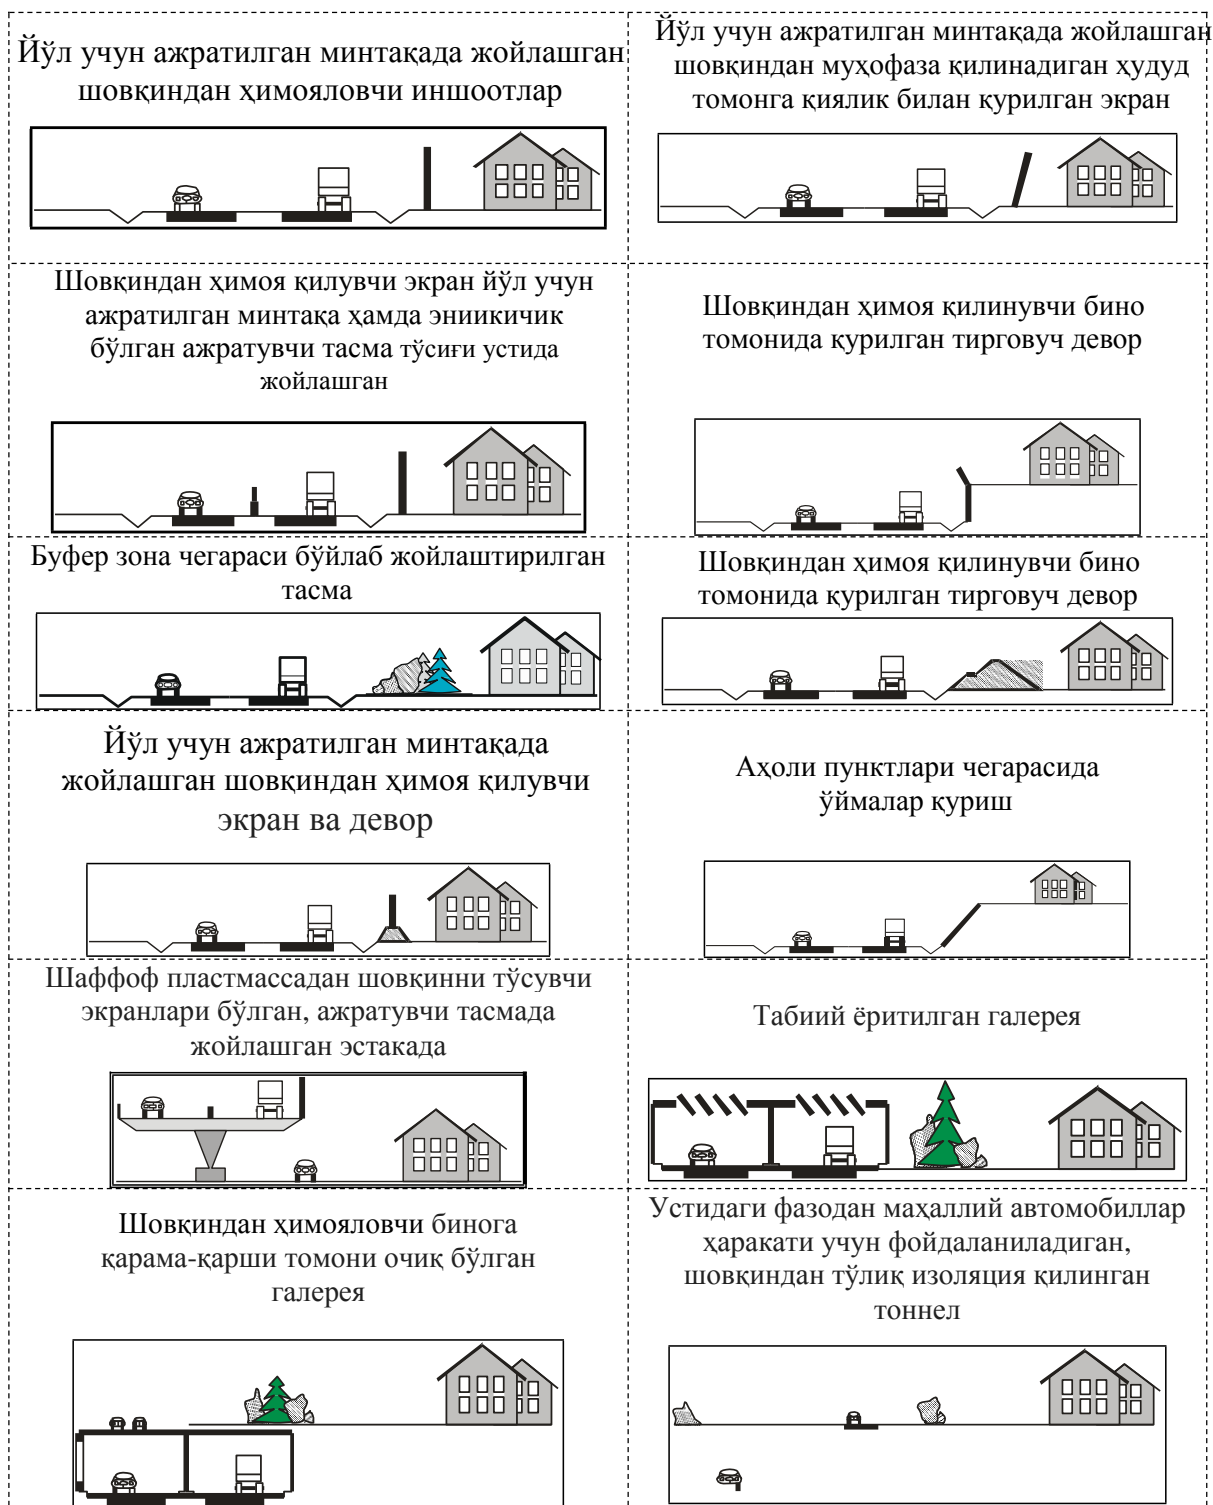 Йўл учун ажратилган минтақада жойлашган
шовқиндан ҳимояловчи иншоотлар
Йўл учун ажратилган минтақада жойлашган
шовқиндан муҳофаза қилинадиган ҳудуд
томонга қиялик билан қурилган экран
Шовқиндан ҳимоя қилувчи экран йўл учун
ажратилган минтақа ҳамда эниикичик
бўлган ажратувчи тасма тўсиғи устида
жойлашган
Шовқиндан ҳимоя қилинувчи бино
томонида қурилган тирговуч девор
Буфер зона чегараси бўйлаб жойлаштирилган
тасма
Шовқиндан ҳимоя қилинувчи бино
томонида қурилган тирговуч девор
Йўл учун ажратилган минтақада
жойлашган шовқиндан ҳимоя қилувчи
экран ва девор
Аҳоли пунктлари чегарасида
ўймалар қуриш
Шаффоф пластмассадан шовқинни тўсувчи
экранлари бўлган, ажратувчи тасмада
жойлашган эстакада
Табиий ёритилган галерея
Шовқиндан ҳимояловчи бинога
қарама-қарши томони очиқ бўлган
галерея
Устидаги фазодан маҳаллий автомобиллар
ҳаракати учун фойдаланиладиган,
шовқиндан тўлиқ изоляция қилинган
тоннел